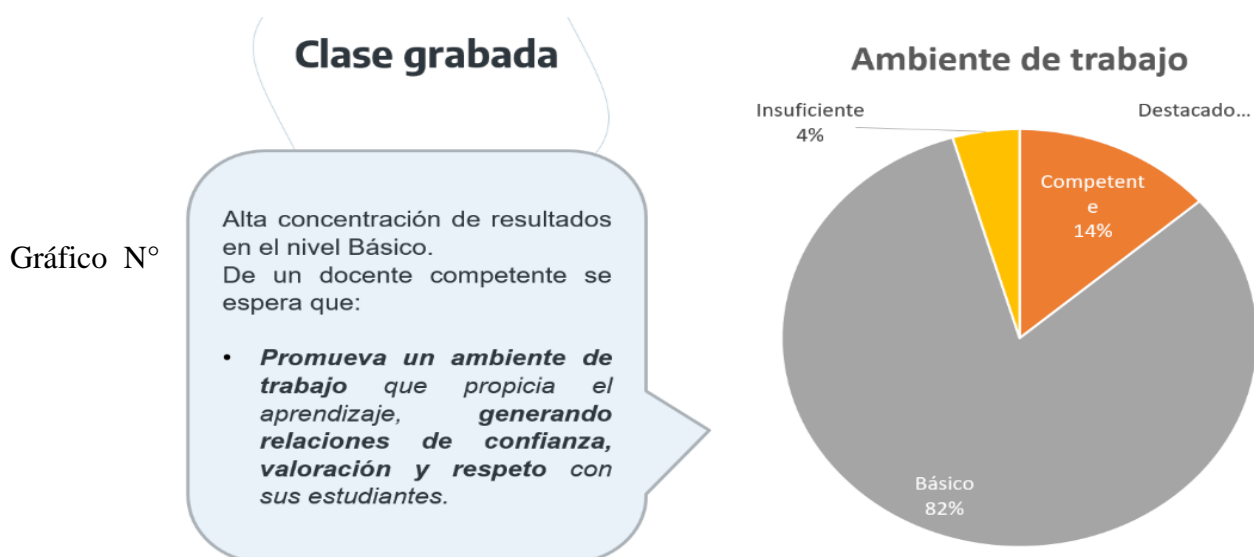 Clase grabada
Ambiente de trabajo
Insuficiente
4%
Destacado...
Competent
e
14%
Básico
82%
Gráfico N°
Alta concentración de resultados
en el nivel Básico.
De un docente competente se
espera que:
• Promueva un ambiente de
trabajo que propicia el
aprendizaje, generando
relaciones de confianza,
valoración y respeto con
sus estudiantes.